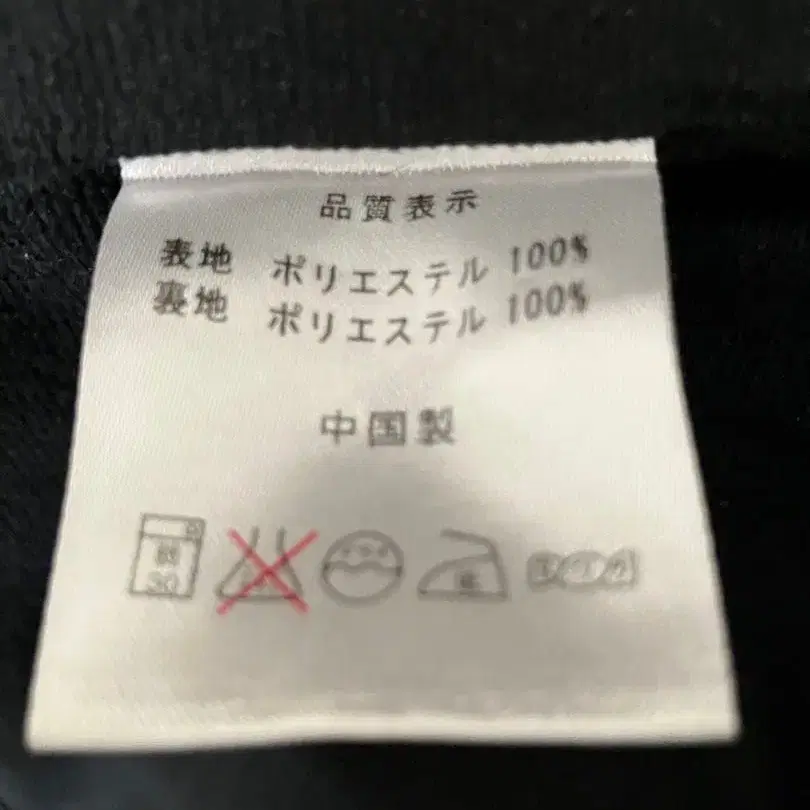 品質表示
表地 ポリエステル 100%
裏地 ポリエステル 100%
中国製
30